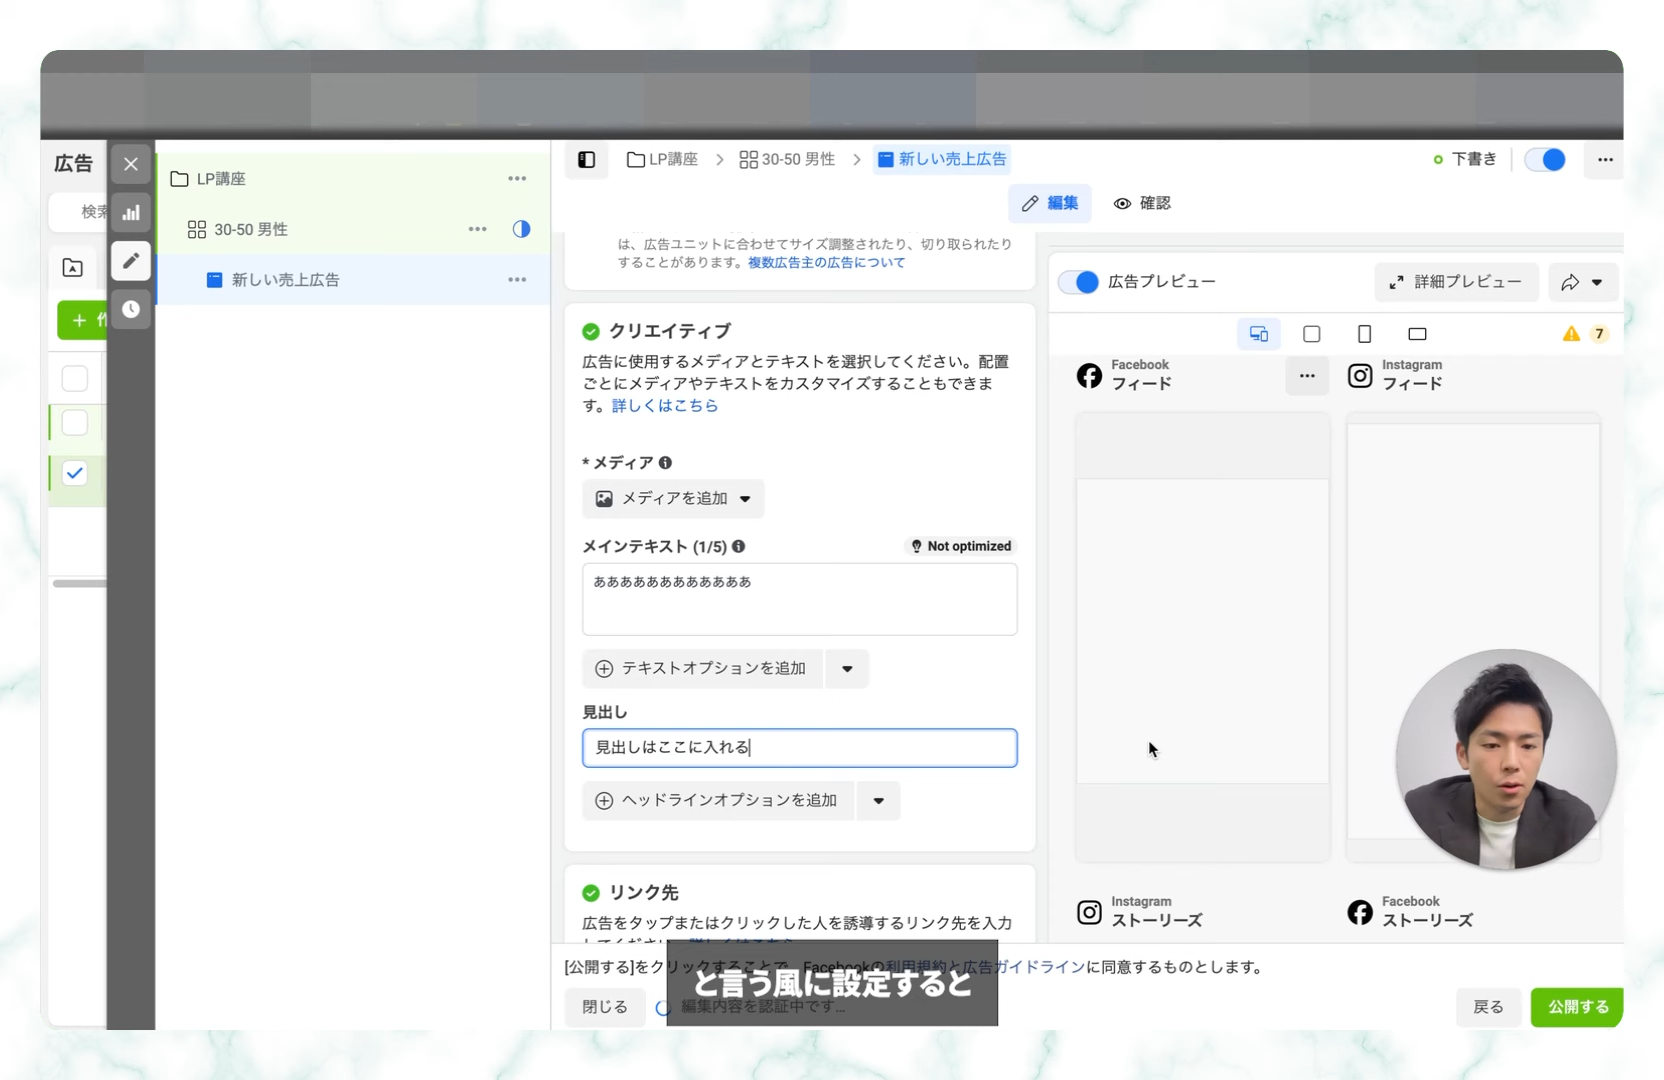 広告
検索
LP講座
30-50 男性
新しい売上広告
LP講座
30-50 男性
新しい売上広告
下書き
編集
確認
は、広告ユニットに合わせてサイズ調整されたり、切り取られたり
することがあります。複数広告主の広告について
クリエイティブ
広告に使用するメディアとテキストを選択してください。配置
ごとにメディアやテキストをカスタマイズすることもできま
す。詳しくはこちら
* メディア
メディアを追加
メインテキスト (1/5)
Not optimized
ああああああああああああ
テキストオプションを追加
見出し
見出しはここに入れる
ヘッドラインオプションを追加
リンク先
広告をタップまたはクリックした人を誘導するリンク先を入力
してください。詳しくはこちら
広告プレビュー
詳細プレビュー
7
Facebook
フィード
Instagram
フィード
Instagram
ストーリーズ
Facebook
ストーリーズ
[公開する]をクリックすることで、Facebookの利用規約と広告ガイドラインに同意するものとします。
と言う風に設定すると
閉じる
編集内容を認証中です...
戻る
公開する